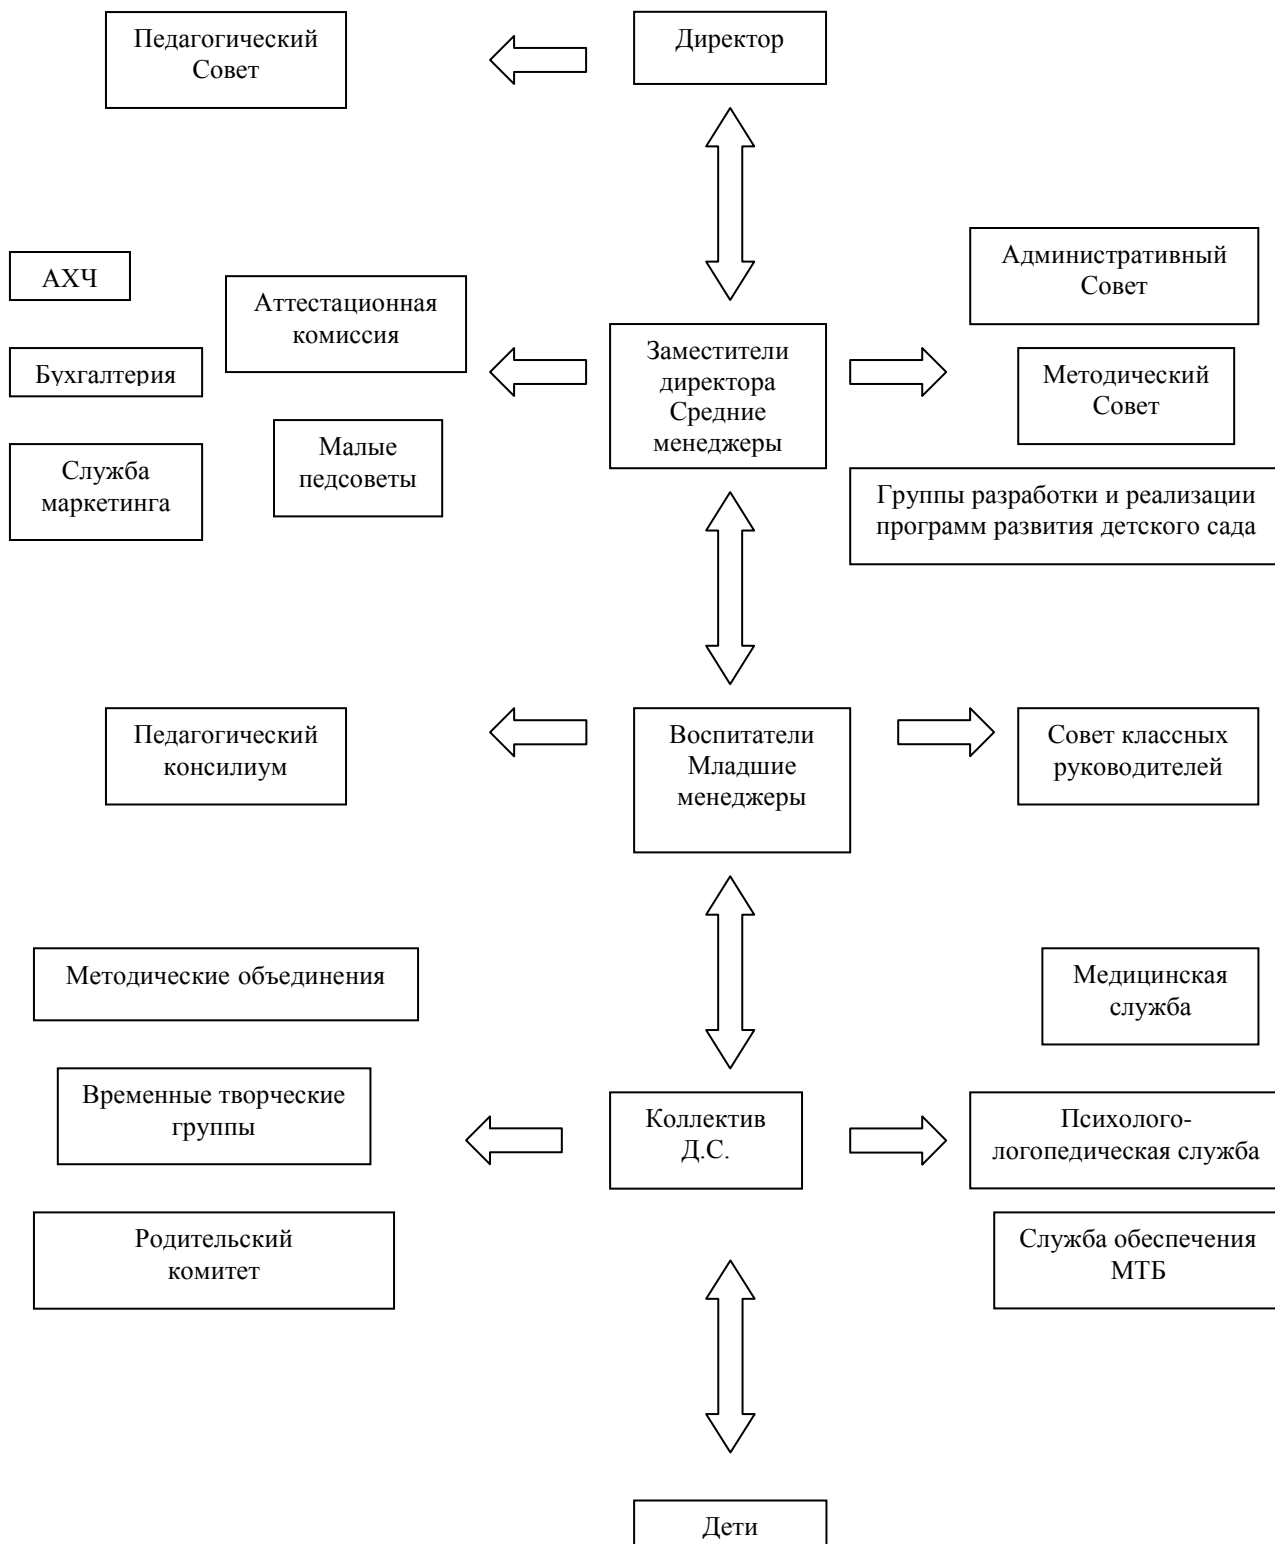 Педагогический
Совет
Директор
АХЧ
Бухгалтерия
Служба
маркетинга
Аттестационная
комиссия
Малые
педсоветы
Заместители
директора
Средние
менеджеры
Административный
Совет
Методический
Совет
Группы разработки и реализации
программ развития детского сада
Педагогический
консилиум
Воспитатели
Младшие
менеджеры
Совет классных
руководителей
Методические объединения
Временные творческие
группы
Родительский
комитет
Коллектив
Д.С.
Медицинская
служба
Психолого-
логопедическая служба
Служба обеспечения
МТБ
Дети